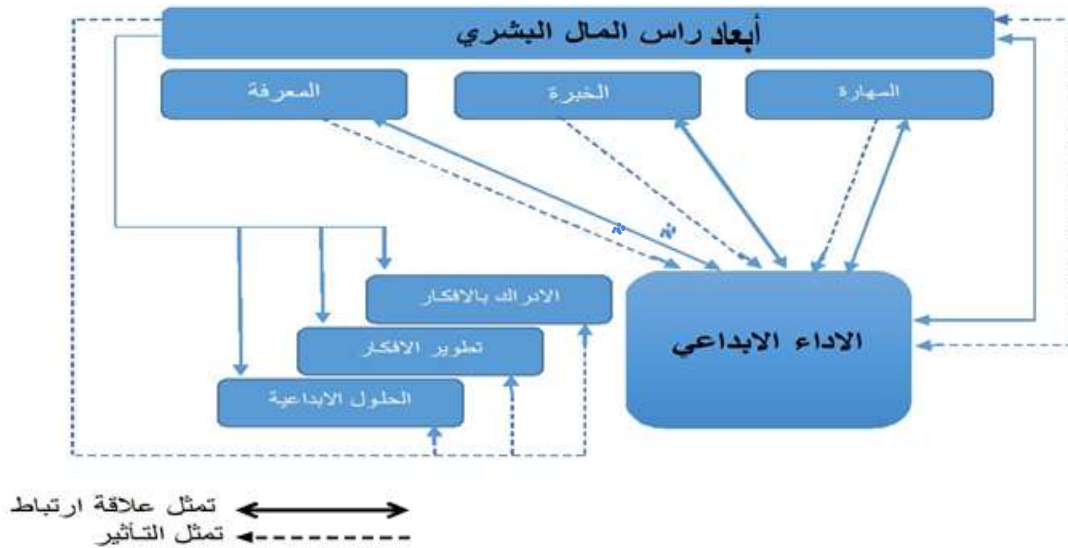 أبعاد راس المال البشري
المهارة
الخبرة
المعرفة
الادراك بالافكار
تطوير الافكار
الحلول الابداعية
الاداء الابداعي
تمثل علاقة ارتباط
تمثل التأثير